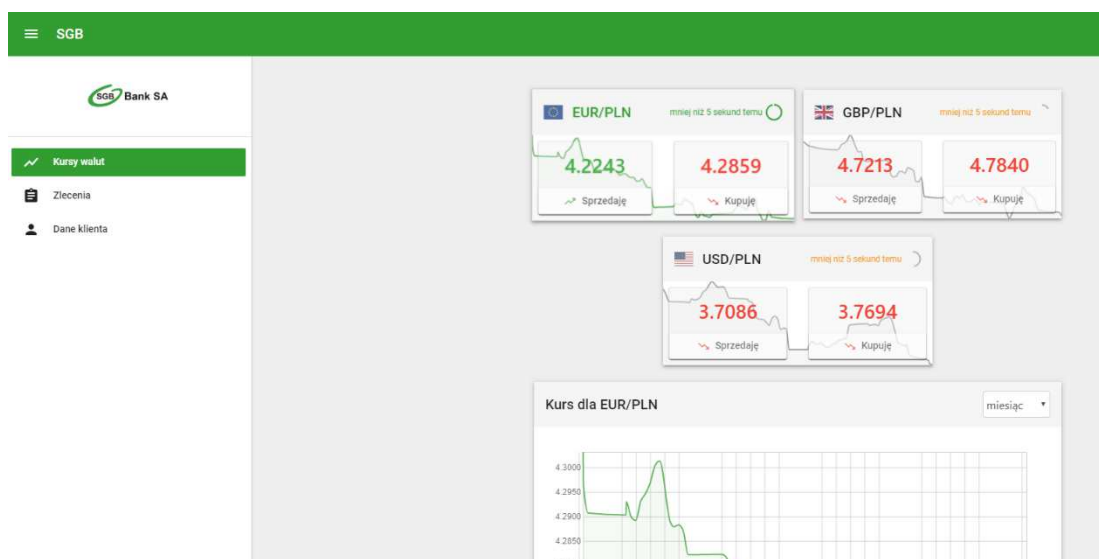 SGB
SGB Bank SA
Kursy walut
Zlecenia
Dane klienta
EUR/PLN mniej niż 5 sekund temu
4.2243 4.2859
Sprzedaję Kupuję
GBP/PLN mniej niż 5 sekund temu
4.7213 4.7840
Sprzedaję Kupuję
USD/PLN mniej niż 5 sekund temu
3.7086 3.7694
Sprzedaję Kupuję
Kurs dla EUR/PLN miesiąc
4.3000
4.2950
4.2900
4.2850